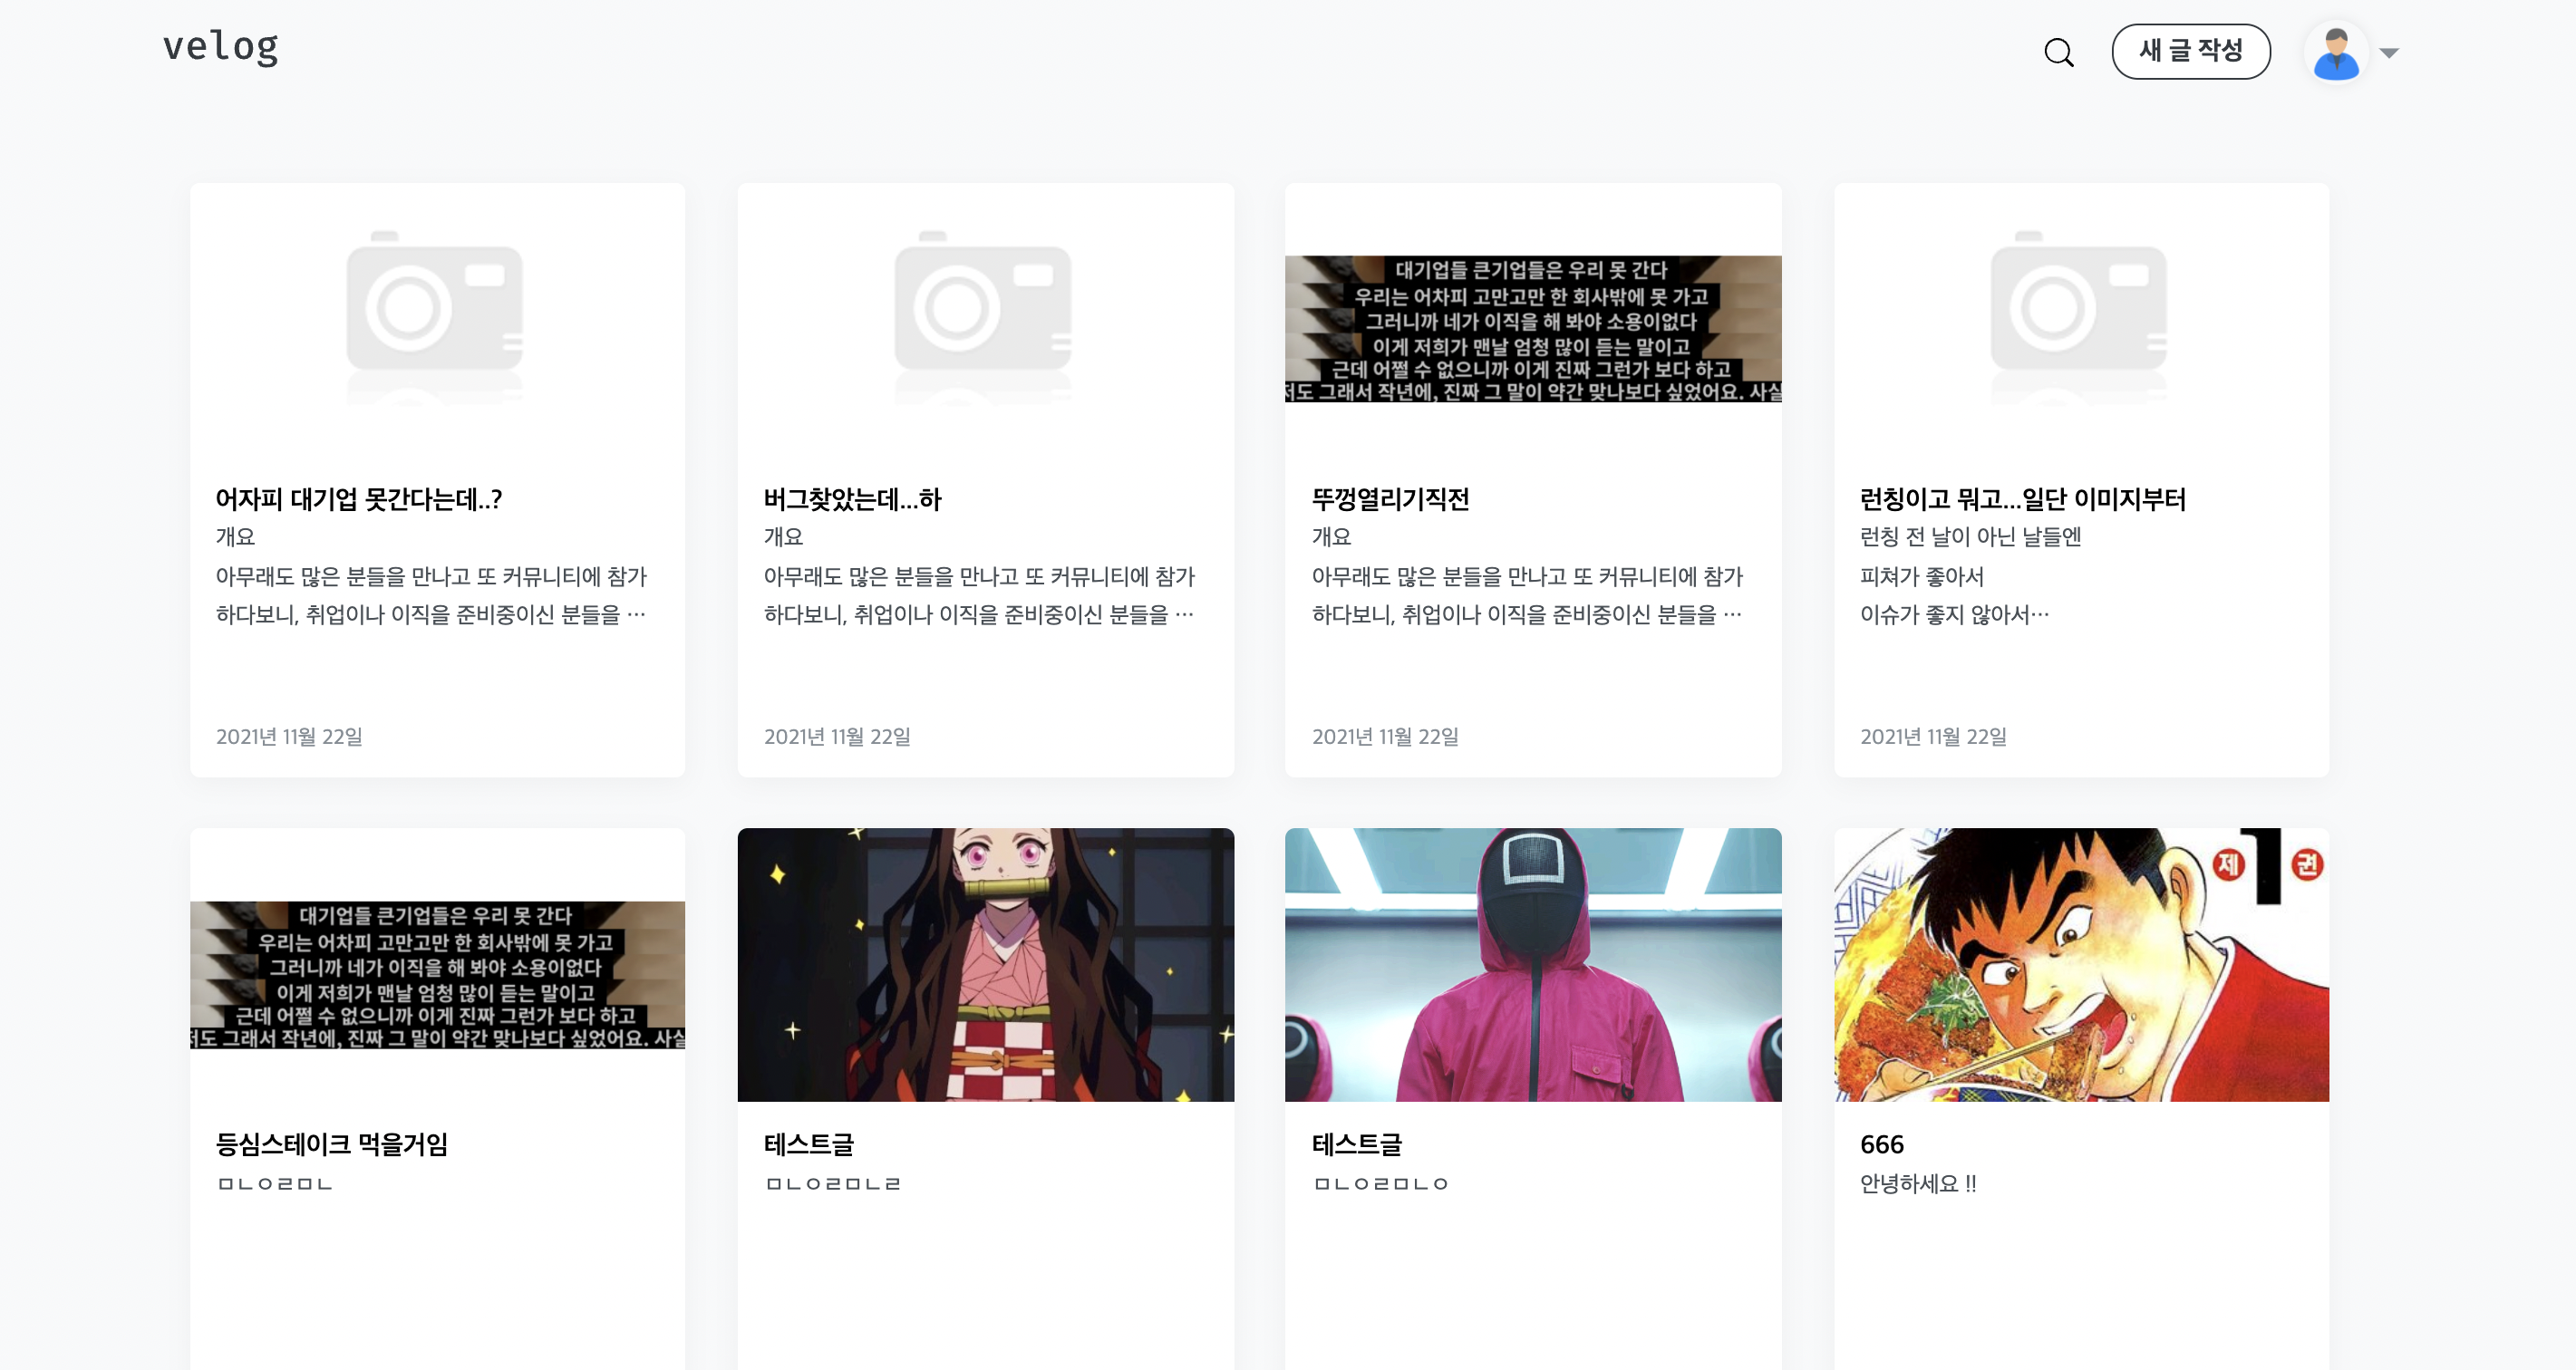 velog
새 글 작성
대기업들 큰기업들은 우리 못 간다
우리는 어차피 고만고만 한 회사밖에 못 가고
그러니까 네가 이직을 해 봐야 소용이없다
이게 저희가 맨날 엄청 많이 듣는 말이고
근데 어쩔 수 없으니까 이게 진짜 그런가 보다 하고
저도 그래서 작년에, 진짜 그 말이 약간 맞나보다 싶었어요. 사실
어자피 대기업 못간다는데..?
개요
아무래도 많은 분들을 만나고 또 커뮤니티에 참가
하다보니, 취업이나 이직을 준비중이신 분들을 …
2021년 11월 22일
버그찾았는데...하
개요
아무래도 많은 분들을 만나고 또 커뮤니티에 참가
하다보니, 취업이나 이직을 준비중이신 분들을 …
2021년 11월 22일
뚜껑열리기직전
개요
아무래도 많은 분들을 만나고 또 커뮤니티에 참가
하다보니, 취업이나 이직을 준비중이신 분들을 …
2021년 11월 22일
런칭이고 뭐고...일단 이미지부터
런칭 전 날이 아닌 날들엔
피쳐가 좋아서
이슈가 좋지 않아서…
2021년 11월 22일
대기업들 큰기업들은 우리 못 간다
우리는 어차피 고만고만 한 회사밖에 못 가고
그러니까 네가 이직을 해 봐야 소용이없다
이게 저희가 맨날 엄청 많이 듣는 말이고
근데 어쩔 수 없으니까 이게 진짜 그런가 보다 하고
저도 그래서 작년에, 진짜 그 말이 약간 맞나보다 싶었어요. 사실
등심스테이크 먹을거임
ㅁㄴㅇㄹㅁㄴ
테스트글
ㅁㄴㅇㄹㅁㄴㄹ
테스트글
ㅁㄴㅇㄹㅁㄴㅇ
제 1 권
666
안녕하세요 !!